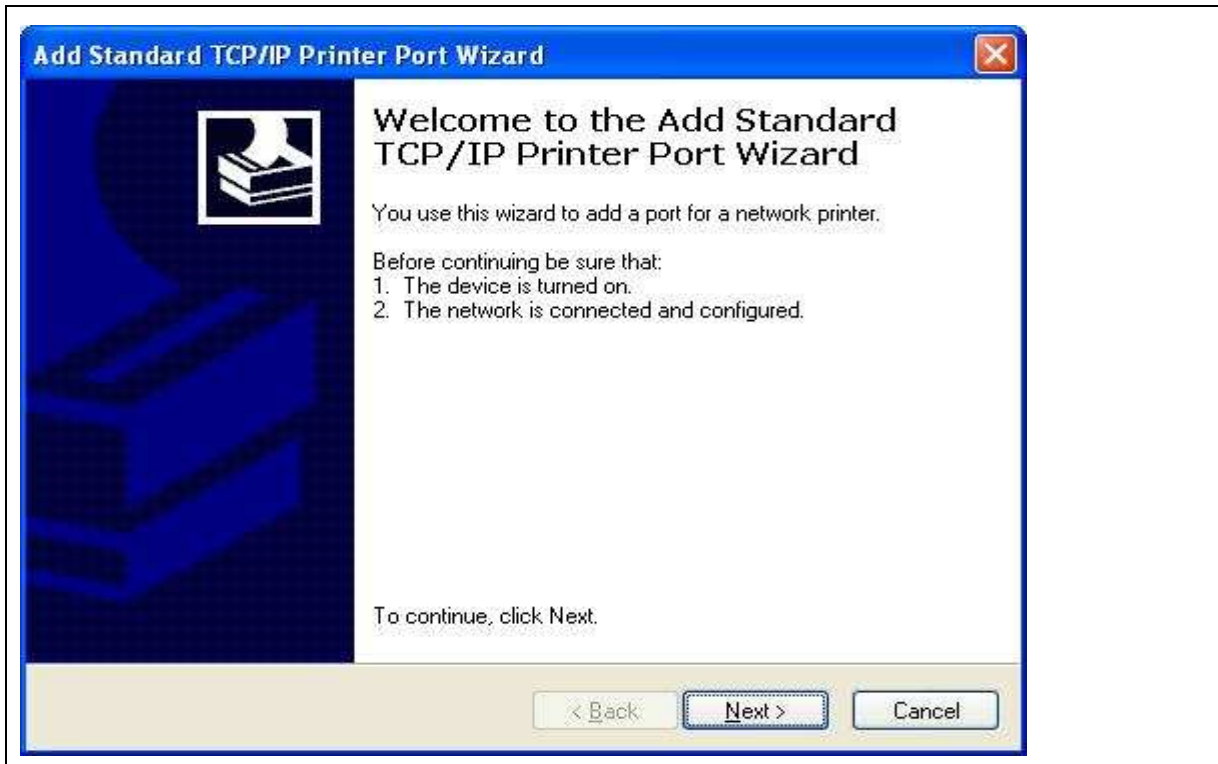 Add Standard TCP/IP Printer Port Wizard
Welcome to the Add Standard
TCP/IP Printer Port Wizard
You use this wizard to add a port for a network printer.
Before continuing be sure that:
1. The device is turned on.
2. The network is connected and configured.
To continue, click Next.
< Back
Next >
Cancel